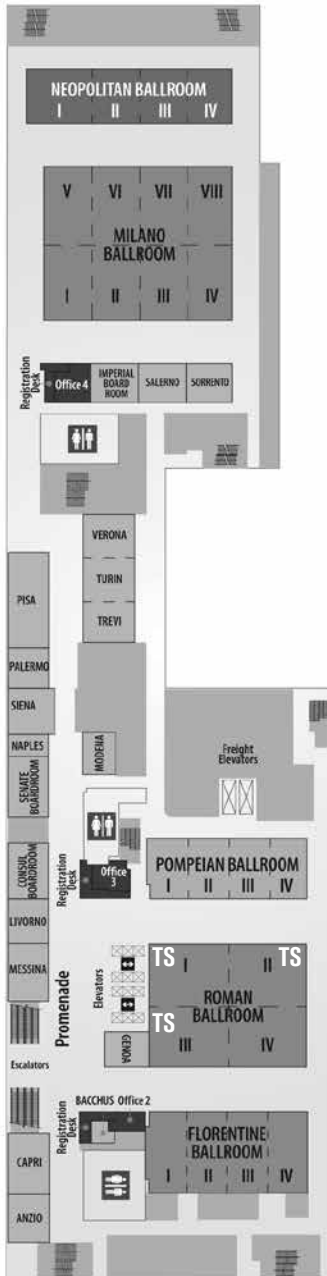 NEOPOLITAN BALLROOM
I II III IV
V VI VII VIII
MILANO
BALLROOM
I II III IV
Registration
Desk
Office 4
IMPERIAL
BOARD
ROOM
SALERNO
SORRENTO
VERONA
TURIN
TREVI
PISA
PALERMO
SIENA
NAPLES
SENATE
BOARDROOM
MODENA
Freight
Elevators
CONSUL
BOARDROOM
LIVORNO
MESSINA
Registration
Desk
Office
3
POMPEIAN BALLROOM
I II III IV
Promenade
Elevators
TS I II TS
ROMAN
BALLROOM
TS
III IV
GENOA
Escalators
BACCHUS Office 2
Registration
Desk
FLORENTINE
BALLROOM
I II III IV
CAPRI
ANZIO